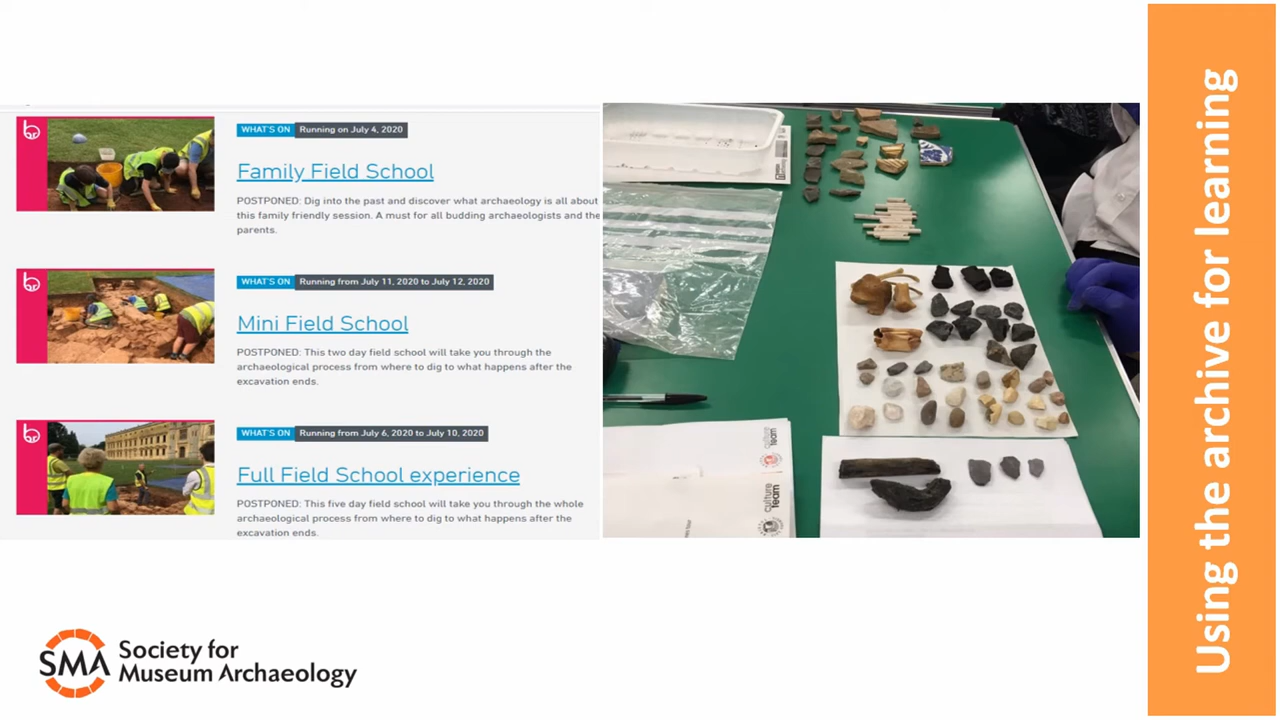 WHAT'S ON Running on July 4, 2020
Family Field School
POSTPONED: Dig into the past and discover what archaeology is all about
this family friendly session. A must for all budding archaeologists and the
parents.
WHAT'S ON Running from July 11, 2020 to July 12, 2020
Mini Field School
POSTPONED: This two day field school will take you through the
archaeological process from where to dig to what happens after the
excavation ends.
WHAT'S ON Running from July 6, 2020 to July 10, 2020
Full Field School experience
POSTPONED: This five day field school will take you through the whole
archaeological process from where to dig to what happens after the
excavation ends.
culture
team
culture
team
SMA
Society for
Museum Archaeology
Using the archive for learning